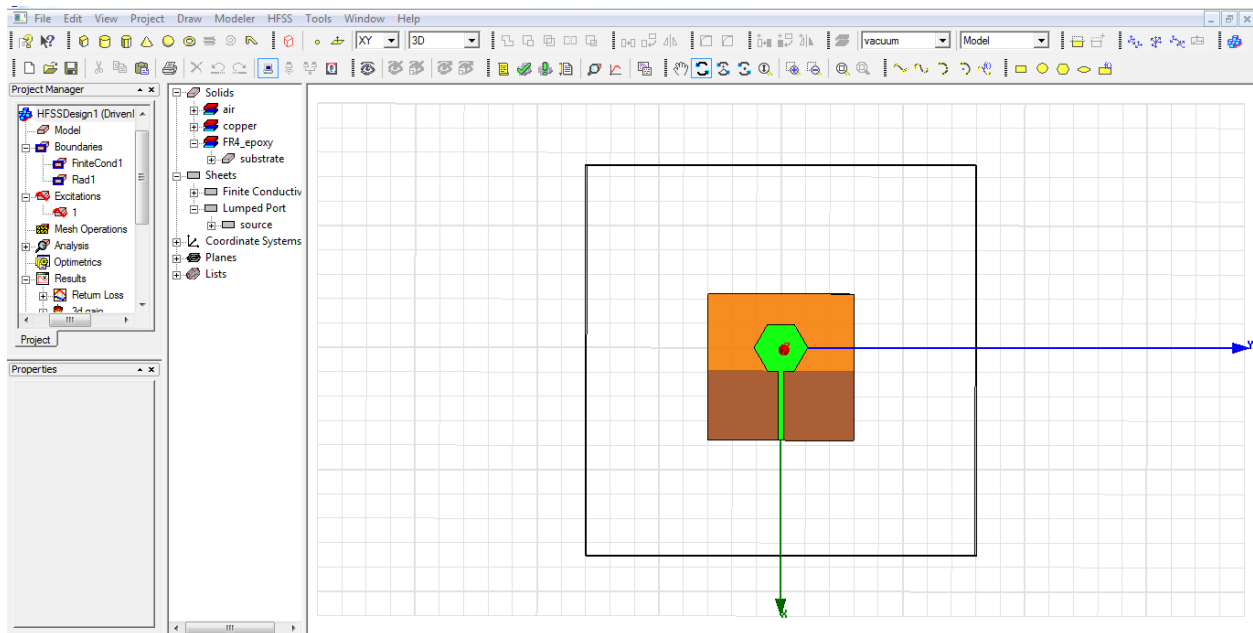 File Edit View Project Draw Modeler HFSS Tools Window Help
XY 3D vacuum Model
Project Manager
HFSSDesign1 (DrivenI
Model
Boundaries
FiniteCond1
Rad1
Excitations
1
Mesh Operations
Analysis
Optimetrics
Results
Return Loss
3d gain
Project
Properties
Solids
air
copper
FR4_epoxy
substrate
Sheets
Finite Conductiv
Lumped Port
source
Coordinate Systems
Planes
Lists
Y
X